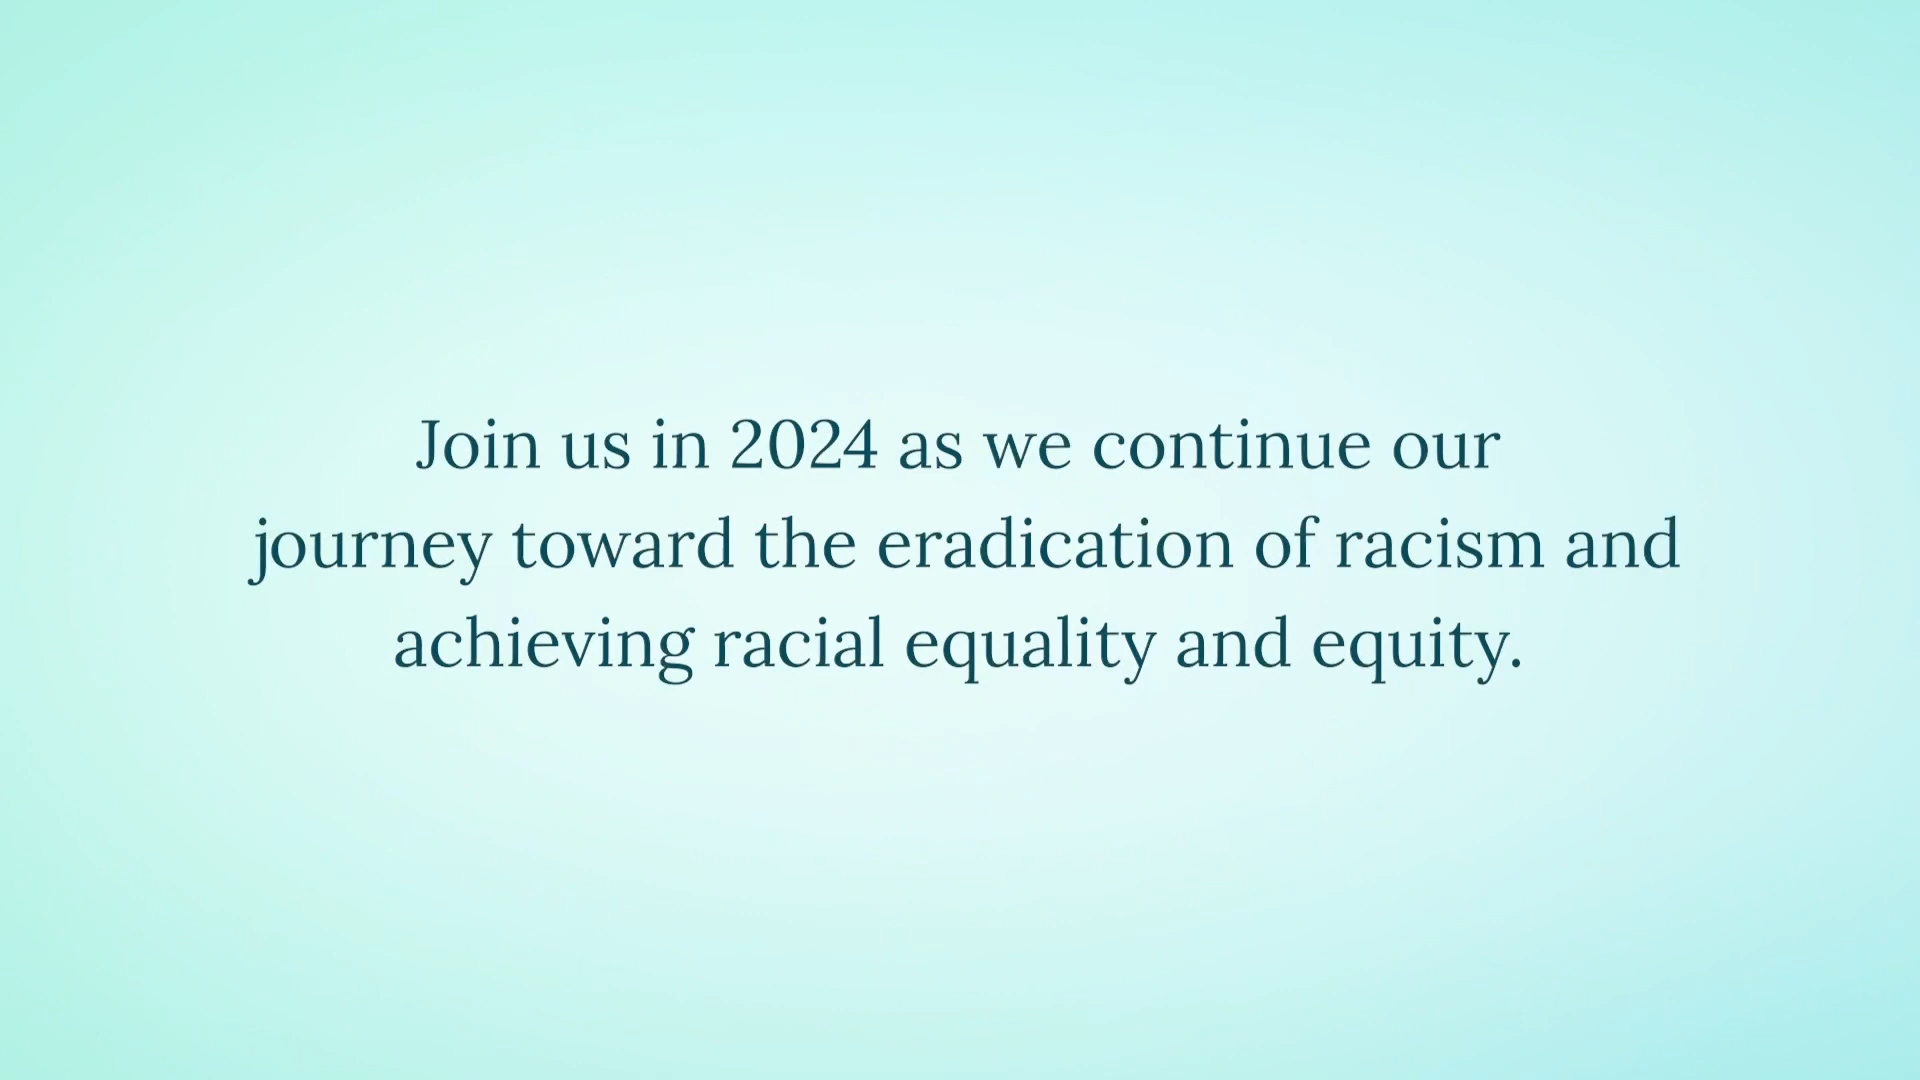 Join us in 2024 as we continue our
journey toward the eradication of racism and
achieving racial equality and equity.